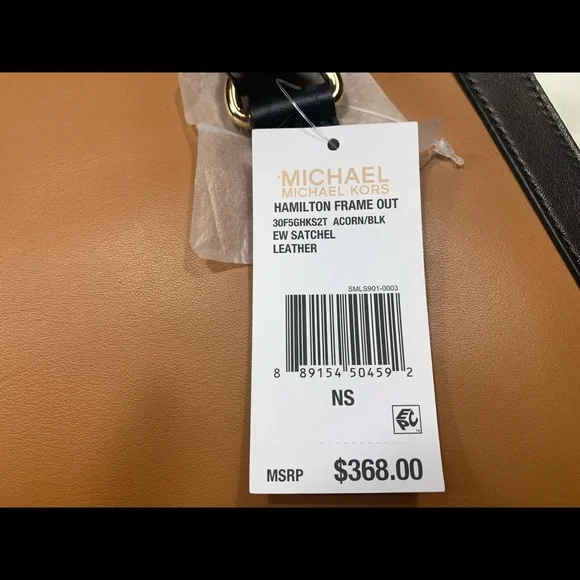 MICHAEL
MICHAEL KORS
HAMILTON FRAME OUT
30F5GHKS2T ACORN/BLK
EW SATCHEL
LEATHER
SMLS901-0003
8 89154 50459 2
NS
EPC
MSRP $368.00